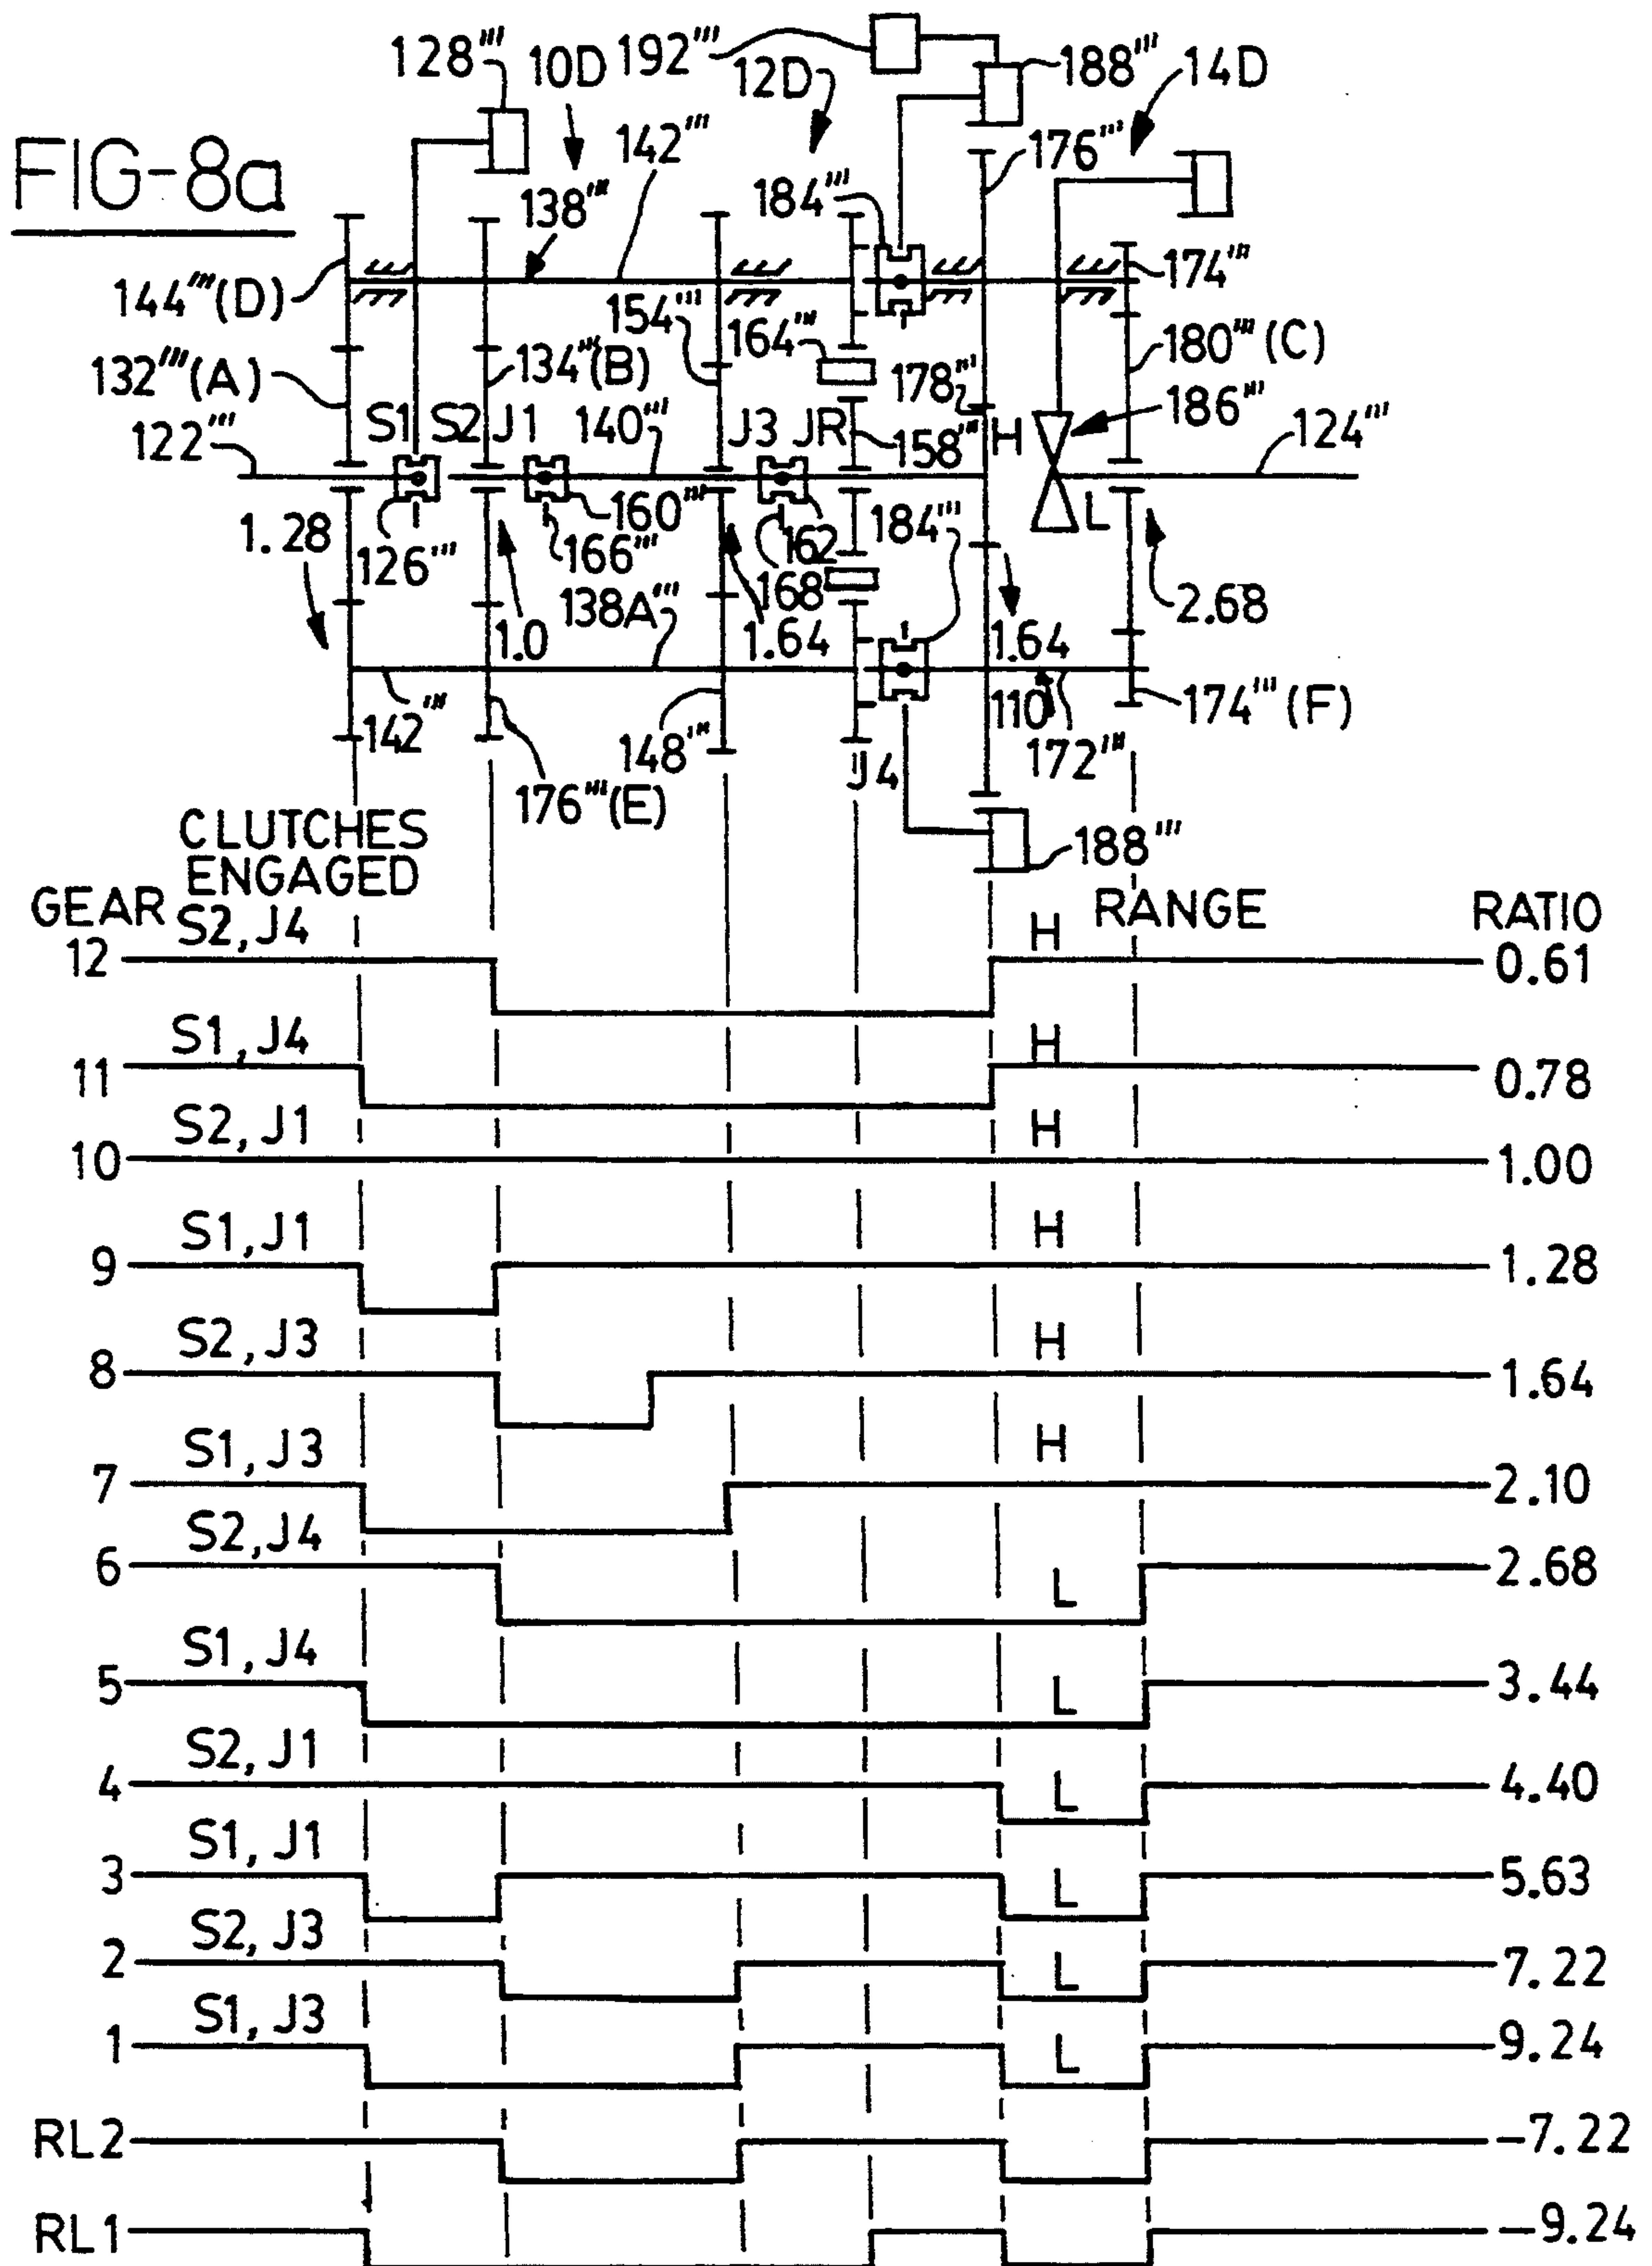 FIG-8a
128'''
10D
192'''
12D
188'''
14D
142'''
138'''
184'''
176'''
144'''(D)
154'''
164'''
174'''
132'''(A)
134'''(B)
178'''
180'''(C)
122'''
S1
S2
J1
140'''
J3
JR
158'''
H
186'''
124'''
1.28
126'''
160'''
166'''
162
168
184'''
L
2.68
138A'''
1.0
1.64
1.64
110
142'''
176'''(E)
148'''
J4
172'''
174'''(F)
188'''
CLUTCHES
ENGAGED
GEAR RANGE RATIO
12 S2, J4 H 0.61
11 S1, J4 H 0.78
10 S2, J1 H 1.00
9 S1, J1 H 1.28
8 S2, J3 H 1.64
7 S1, J3 H 2.10
6 S2, J4 L 2.68
5 S1, J4 L 3.44
4 S2, J1 L 4.40
3 S1, J1 L 5.63
2 S2, J3 L 7.22
1 S1, J3 L 9.24
RL2 -7.22
RL1 -9.24